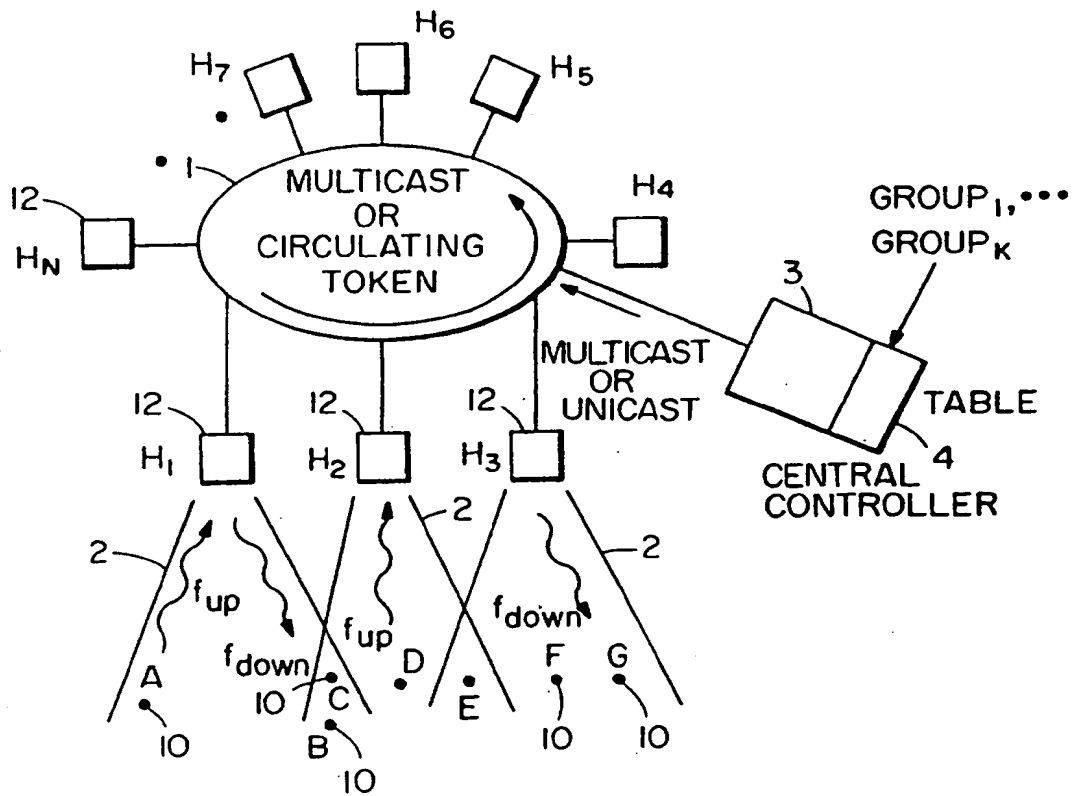 H6
H7
H5
1
MULTICAST
OR
CIRCULATING
TOKEN
12
HN
H4
GROUP1,•••
GROUPK
3
MULTICAST
OR
UNICAST
TABLE
4
CENTRAL
CONTROLLER
12
H1
12
H2
12
H3
2
2
2
fup
fdown
fup
fdown
A
10
10
C
B
10
D
E
F
10
G
10